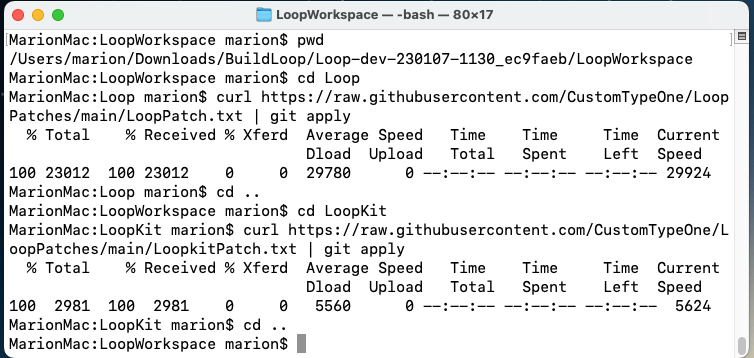 LoopWorkspace — -bash — 80×17
MarionMac:LoopWorkspace marion$ pwd
/Users/marion/Downloads/BuildLoop/Loop-dev-230107-1130_ec9faeb/LoopWorkspace
MarionMac:LoopWorkspace marion$ cd Loop
MarionMac:Loop marion$ curl https://raw.githubusercontent.com/CustomTypeOne/Loop
Patches/main/LoopPatch.txt | git apply
  % Total    % Received % Xferd  Average Speed   Time    Time     Time  Current
                                 Dload  Upload   Total   Spent    Left  Speed
100 23012  100 23012    0     0  29780      0 --:--:-- --:--:-- --:--:-- 29924
MarionMac:Loop marion$ cd ..
MarionMac:LoopWorkspace marion$ cd LoopKit
MarionMac:LoopKit marion$ curl https://raw.githubusercontent.com/CustomTypeOne/L
oopPatches/main/LoopkitPatch.txt | git apply
  % Total    % Received % Xferd  Average Speed   Time    Time     Time  Current
                                 Dload  Upload   Total   Spent    Left  Speed
100  2981  100  2981    0     0   5560      0 --:--:-- --:--:-- --:--:--  5624
MarionMac:LoopKit marion$ cd ..
MarionMac:LoopWorkspace marion$